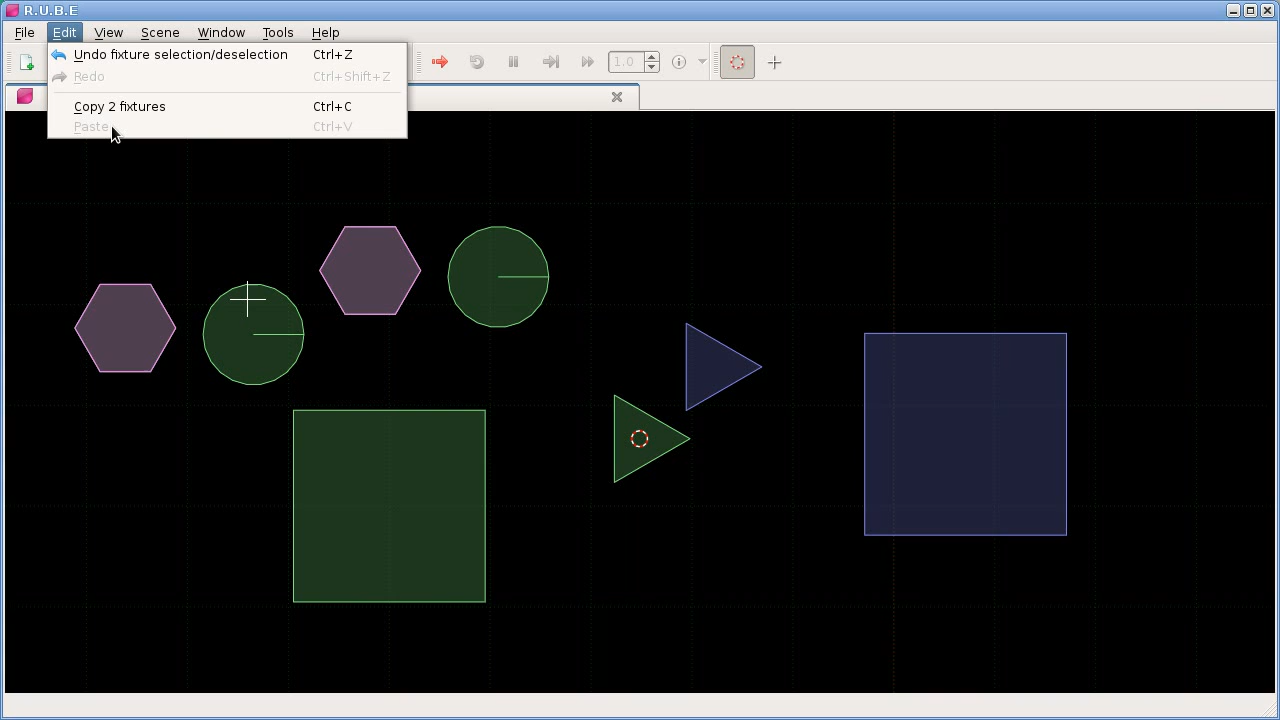 R.U.B.E
File Edit View Scene Window Tools Help
Undo fixture selection/deselection Ctrl+Z
Redo Ctrl+Shift+Z
1.0
Copy 2 fixtures Ctrl+C
Paste Ctrl+V